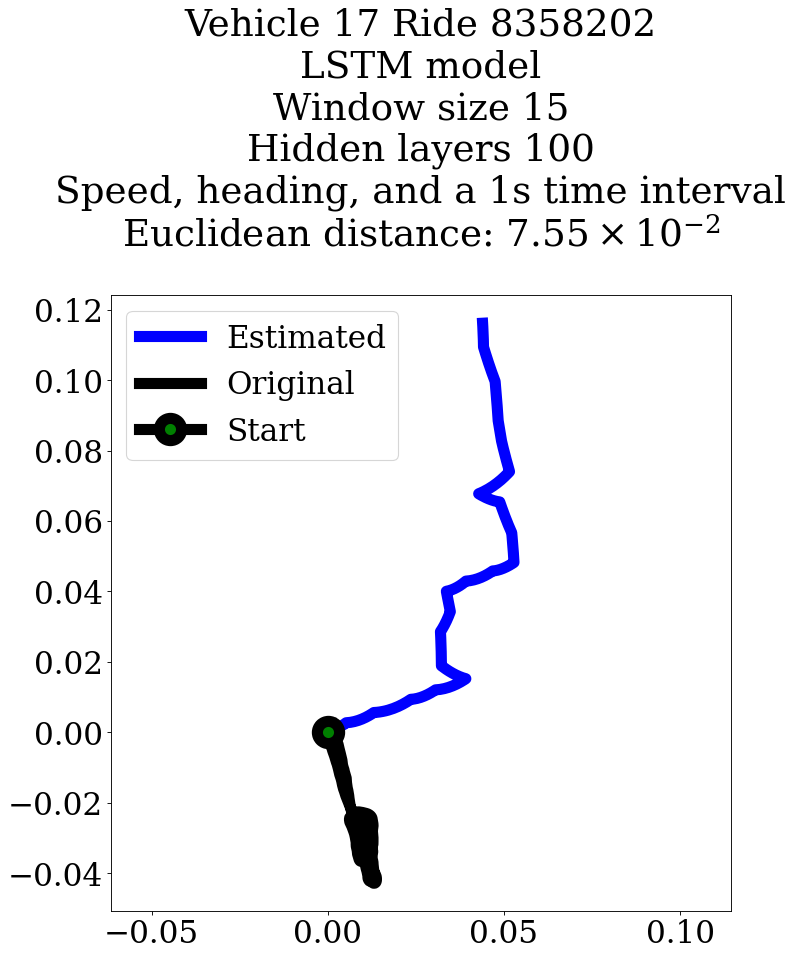 Vehicle 17 Ride 8358202
LSTM model
Window size 15
Hidden layers 100
Speed, heading, and a 1s time interval
Euclidean distance: 7.55 × 10⁻²
0.12
Estimated
0.10
Original
Start
0.08
0.06
0.04
0.02
0.00
−0.02
−0.04
−0.05 0.00 0.05 0.10